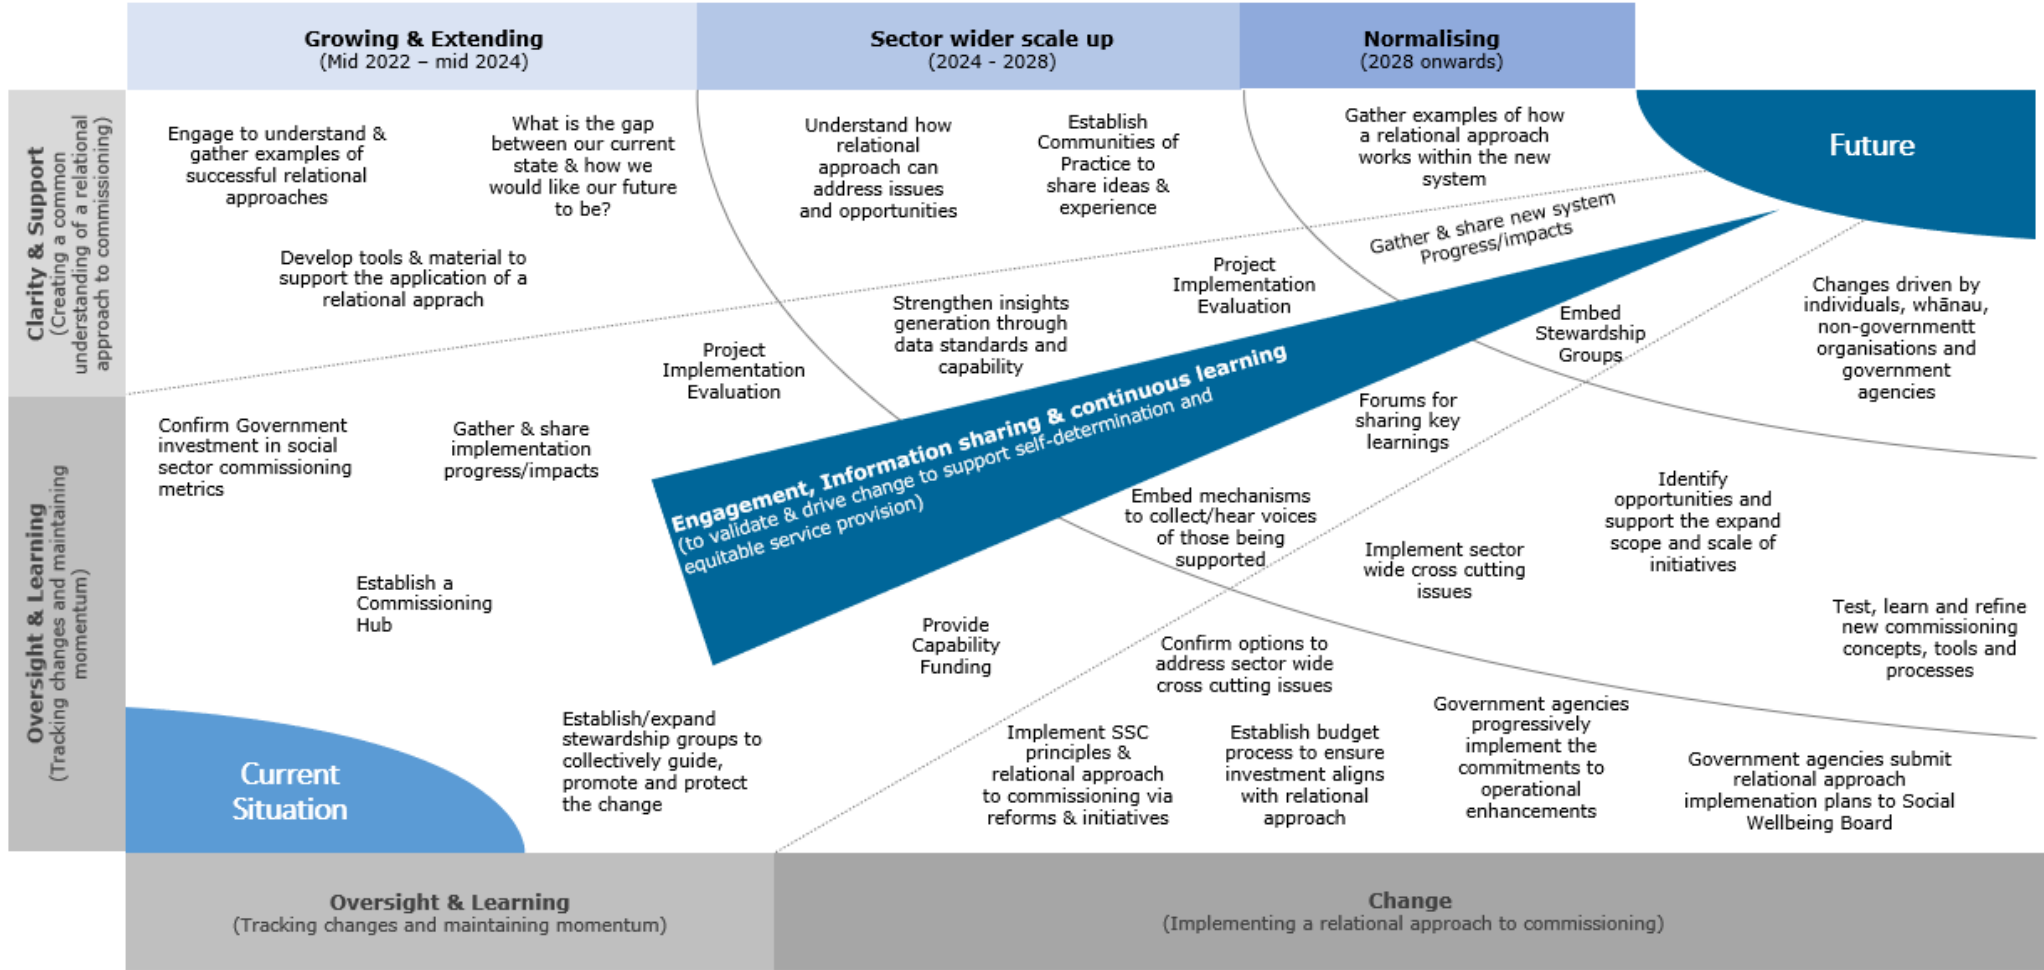 Growing & Extending
(Mid 2022 – mid 2024)
Sector wider scale up
(2024 - 2028)
Normalising
(2028 onwards)
Clarity & Support
(Creating a common
understanding of a relational
approach to commissioning)
Engage to understand &
gather examples of
successful relational
approaches
What is the gap
between our current
state & how we
would like our future
to be?
Develop tools & material to
support the application of a
relational apprach
Understand how
relational
approach can
address issues
and opportunities
Establish
Communities of
Practice to
share ideas &
experience
Gather examples of how
a relational approach
works within the new
system
Future
Gather & share new system
Progress/impacts
Project
Implementation
Evaluation
Strengthen insights
generation through
data standards and
capability
Project
Implementation
Evaluation
Embed
Stewardship
Groups
Changes driven by
individuals, whānau,
non-governmentt
organisations and
government
agencies
Oversight & Learning
(Tracking changes and maintaining
momentum)
Confirm Government
investment in social
sector commissioning
metrics
Gather & share
implementation
progress/impacts
Engagement, Information sharing & continuous learning
(to validate & drive change to support self-determination and
equitable service provision)
Forums for
sharing key
learnings
Embed mechanisms
to collect/hear voices
of those being
supported
Implement sector
wide cross cutting
issues
Identify
opportunities and
support the expand
scope and scale of
initiatives
Establish a
Commissioning
Hub
Provide
Capability
Funding
Confirm options to
address sector wide
cross cutting issues
Test, learn and refine
new commissioning
concepts, tools and
processes
Current
Situation
Establish/expand
stewardship groups to
collectively guide,
promote and protect
the change
Implement SSC
principles &
relational approach
to commissioning via
reforms & initiatives
Establish budget
process to ensure
investment aligns
with relational
approach
Government agencies
progressively
implement the
commitments to
operational
enhancements
Government agencies submit
relational approach
implemenation plans to Social
Wellbeing Board
Oversight & Learning
(Tracking changes and maintaining momentum)
Change
(Implementing a relational approach to commissioning)